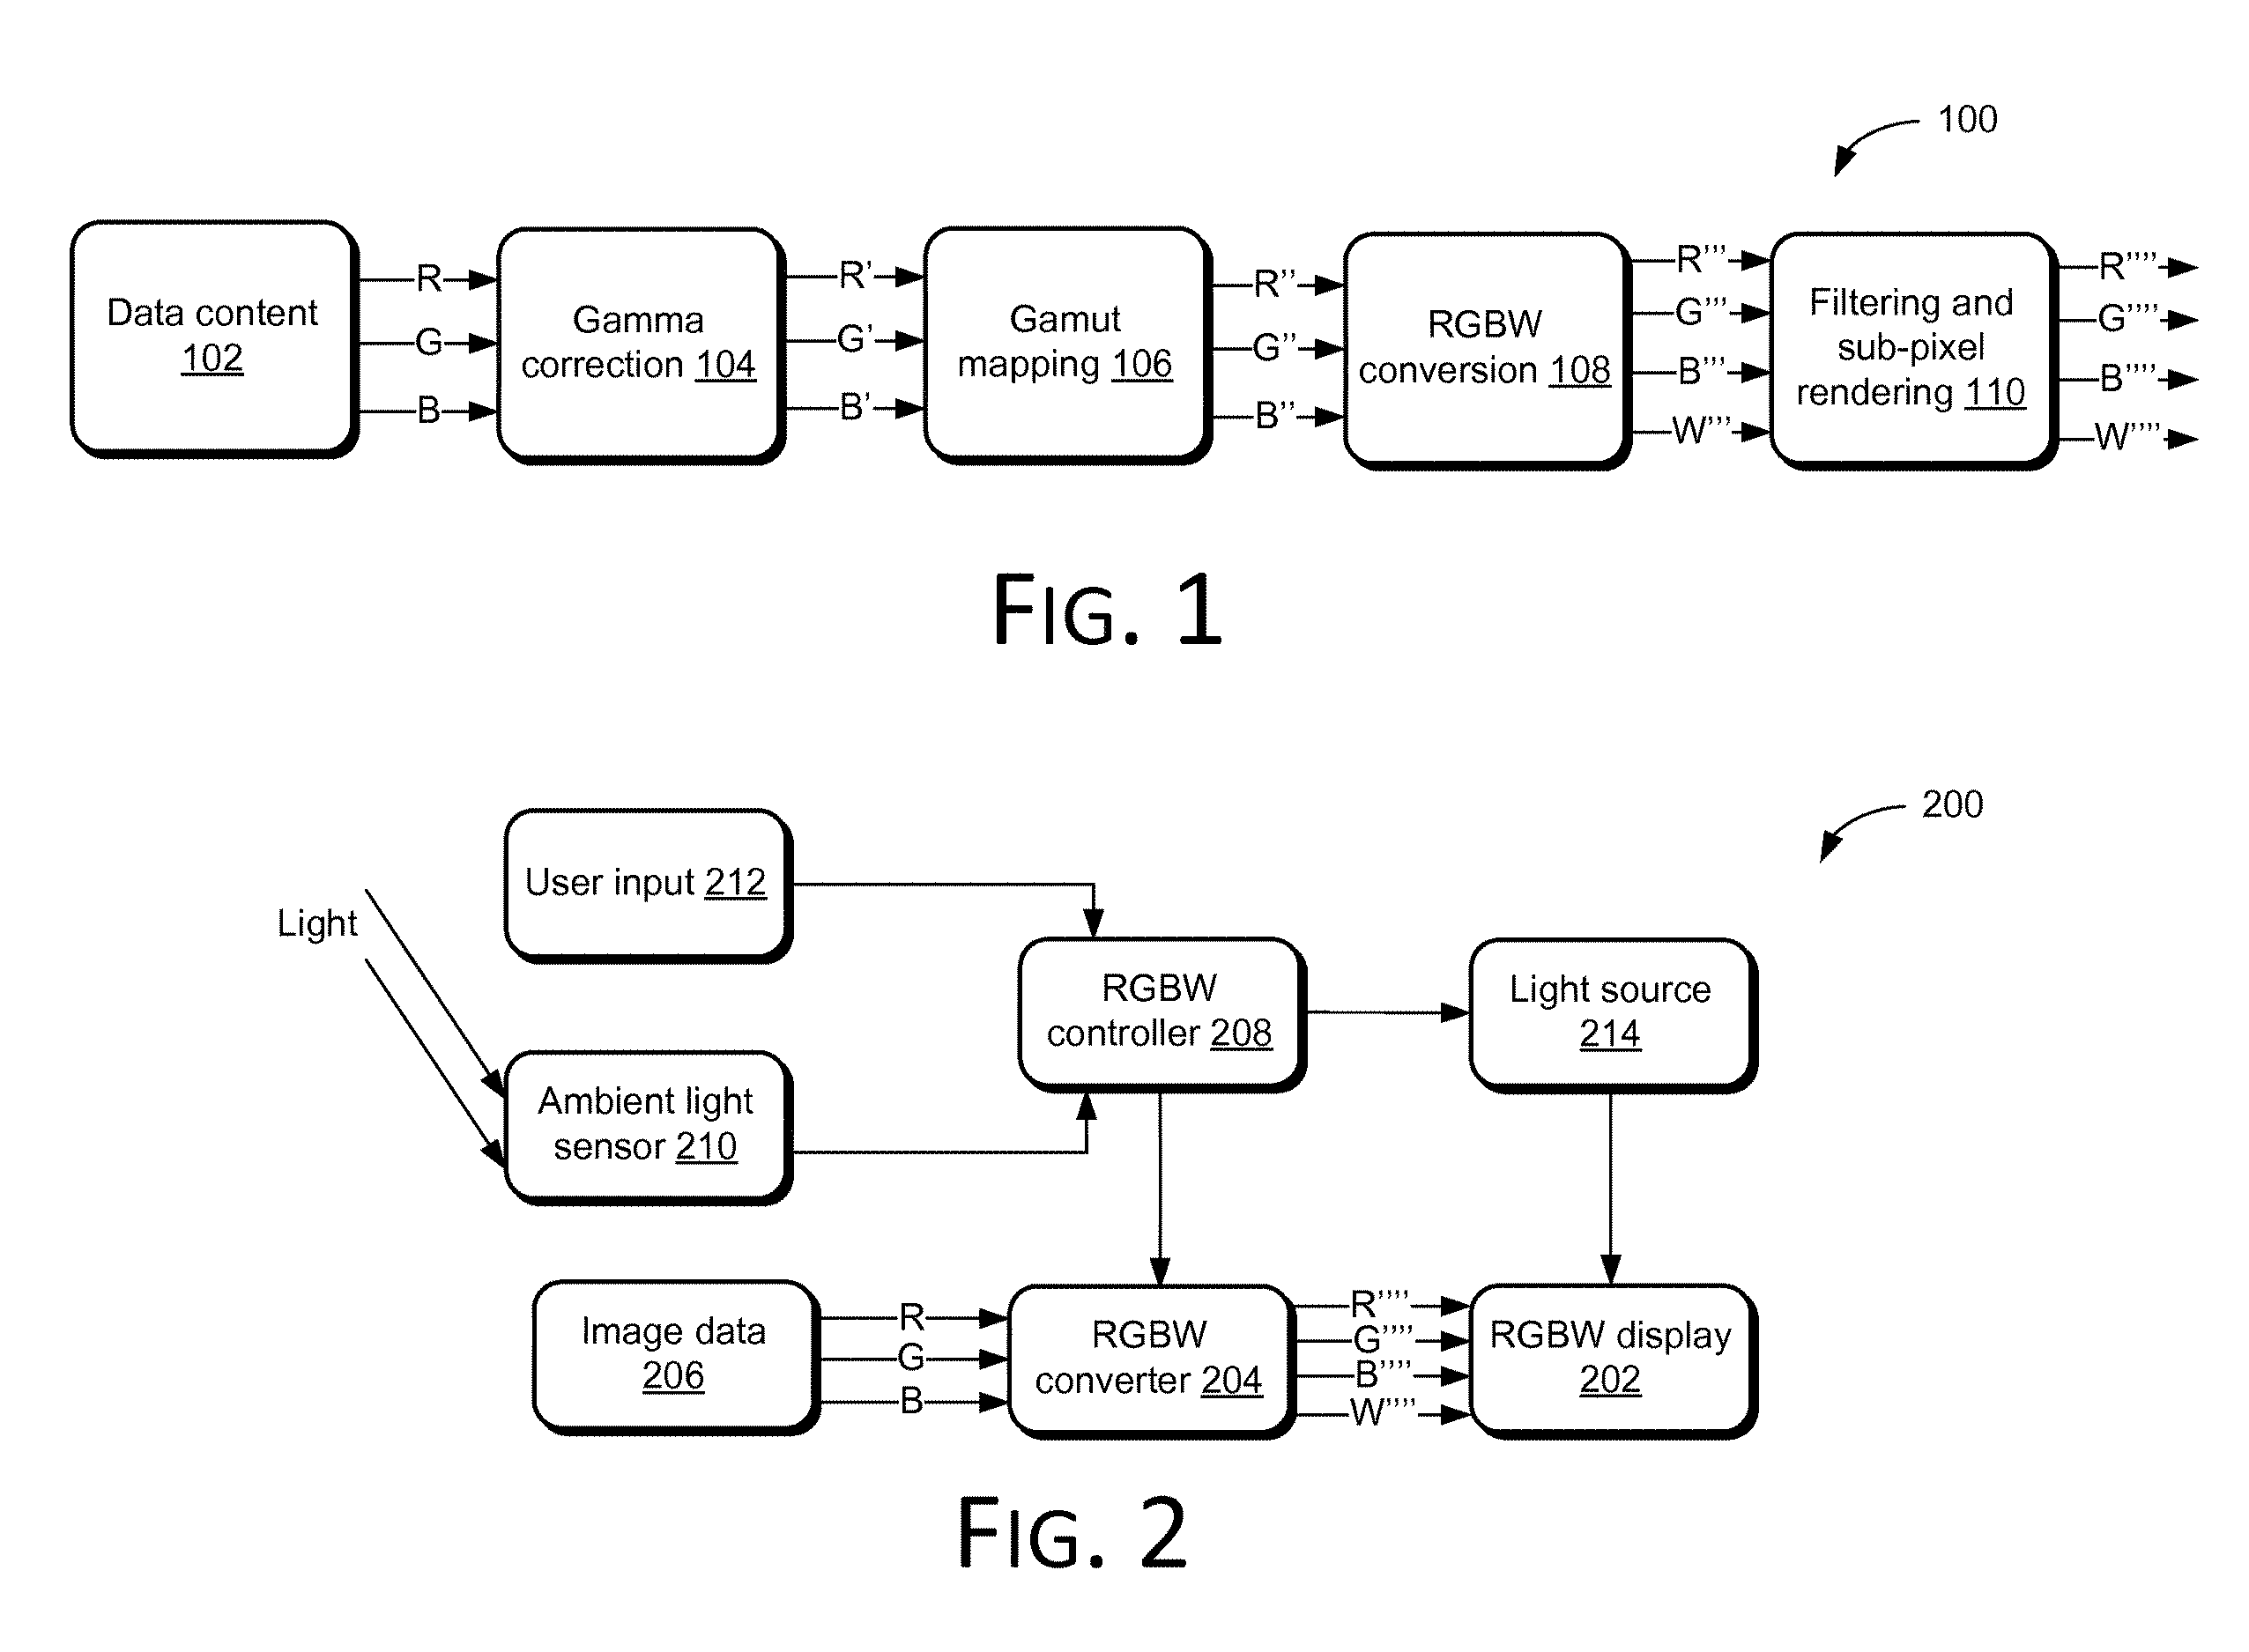 100
Data content
102
R
G
B
Gamma
correction 104
R’
G’
B’
Gamut
mapping 106
R’’
G’’
B’’
RGBW
conversion 108
R’’’
G’’’
B’’’
W’’’
Filtering and
sub-pixel
rendering 110
R’’’’
G’’’’
B’’’’
W’’’’
FIG. 1
200
User input 212
Light
RGBW
controller 208
Light source
214
Ambient light
sensor 210
Image data
206
R
G
B
RGBW
converter 204
R’’’’
G’’’’
B’’’’
W’’’’
RGBW display
202
FIG. 2